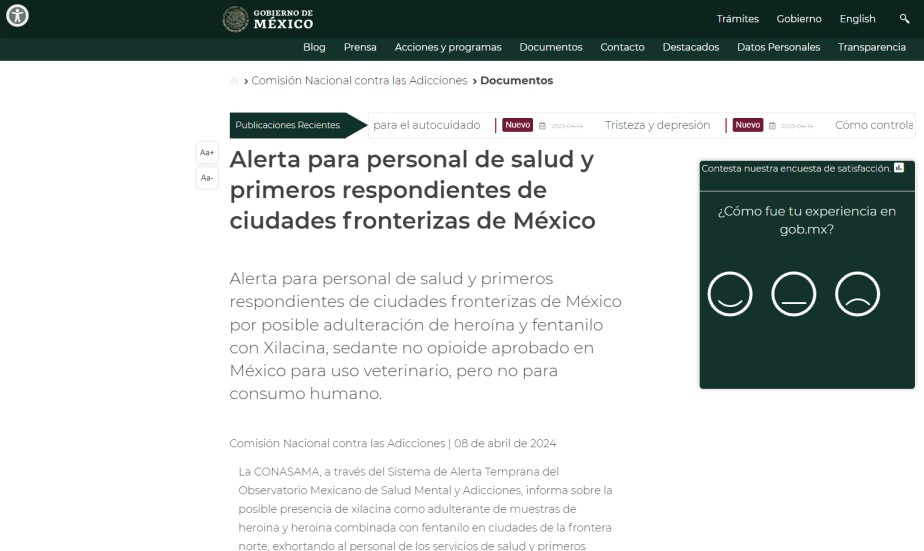 GOBIERNO DE
MÉXICO
Trámites Gobierno English
Blog Prensa Acciones y programas Documentos Contacto Destacados Datos Personales Transparencia
> Comisión Nacional contra las Adicciones > Documentos
Publicaciones Recientes para el autocuidado Nuevo 2023-04-14 Tristeza y depresión Nuevo 2023-04-14 Cómo controla
Aa+
Aa-
Alerta para personal de salud y
primeros respondientes de
ciudades fronterizas de México
Alerta para personal de salud y primeros
respondientes de ciudades fronterizas de México
por posible adulteración de heroína y fentanilo
con Xilacina, sedante no opioide aprobado en
México para uso veterinario, pero no para
consumo humano.
Comisión Nacional contra las Adicciones | 08 de abril de 2024
La CONASAMA, a través del Sistema de Alerta Temprana del
Observatorio Mexicano de Salud Mental y Adicciones, informa sobre la
posible presencia de xilacina como adulterante de muestras de
heroína y heroína combinada con fentanilo en ciudades de la frontera
norte, exhortando al personal de los servicios de salud y primeros
Contesta nuestra encuesta de satisfacción.
¿Cómo fue tu experiencia en
gob.mx?